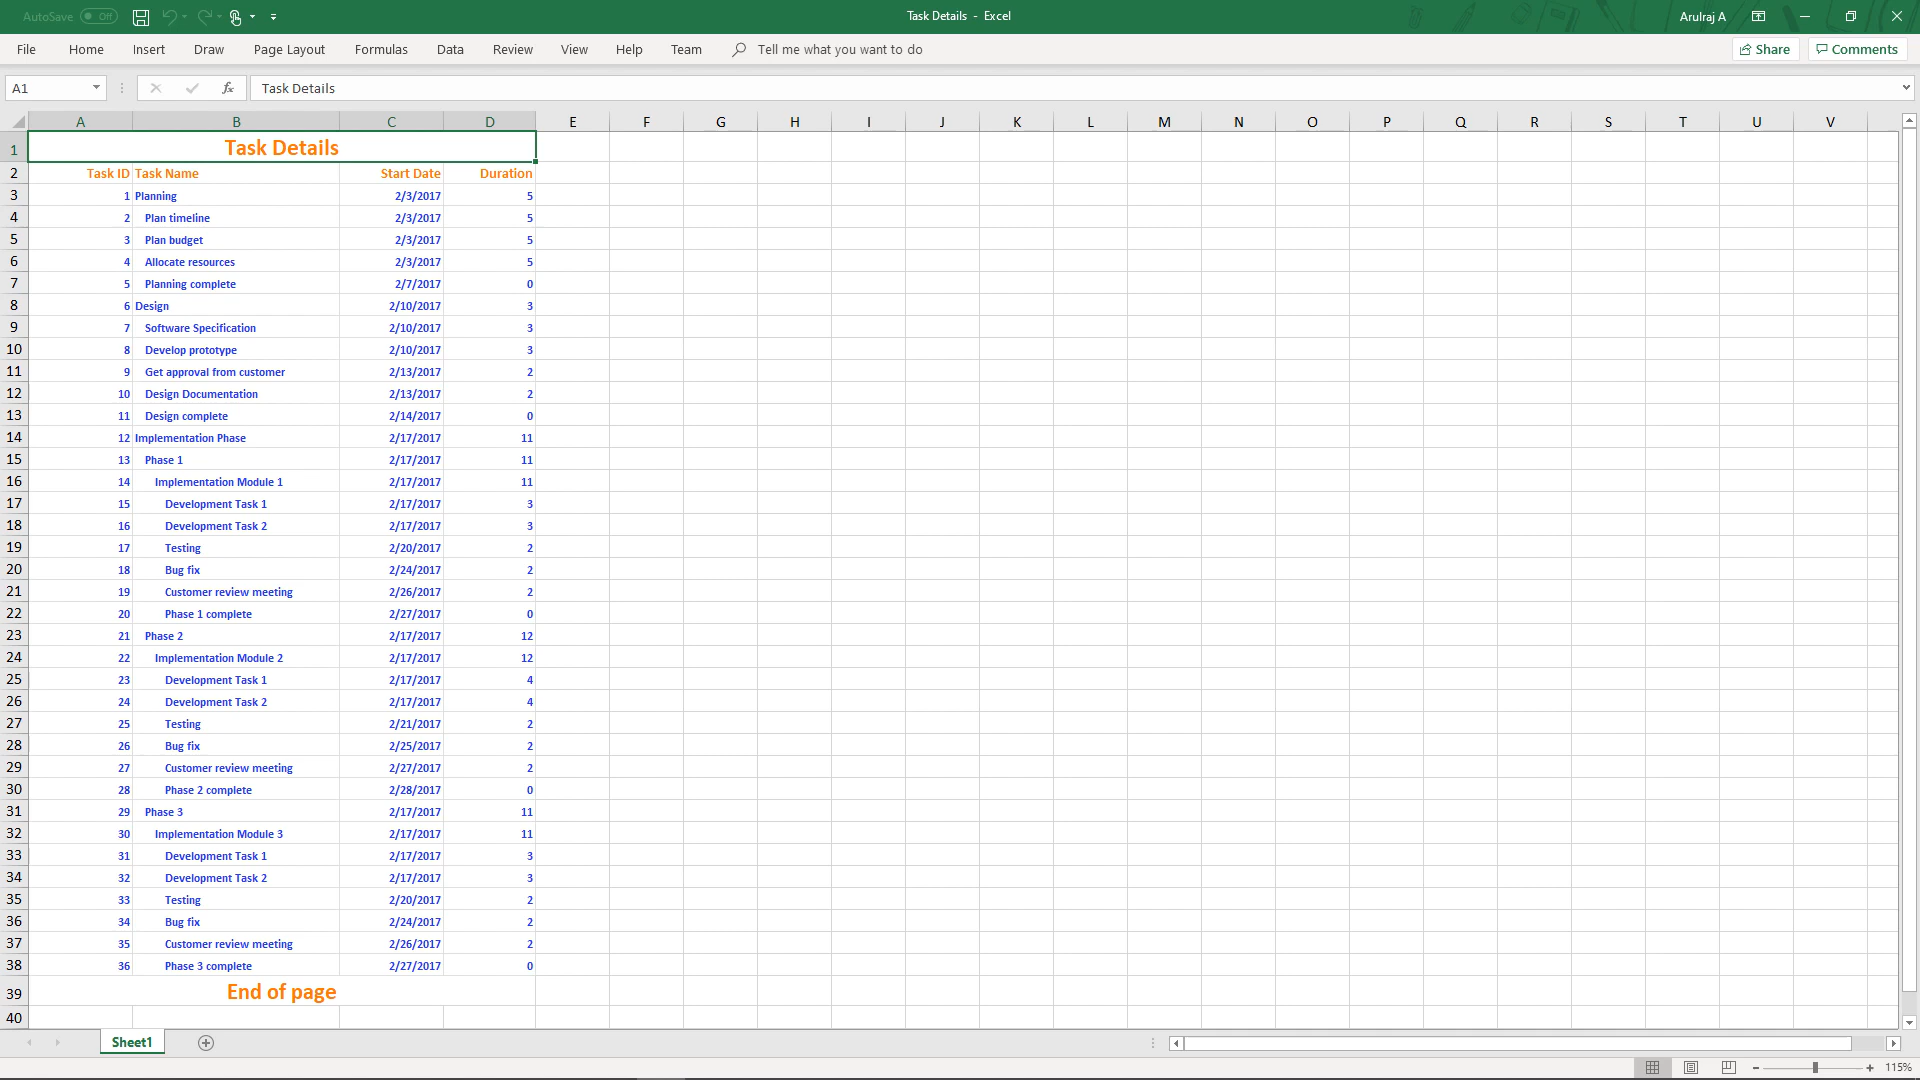 AutoSave Off Task Details - Excel Arulraj A
File Home Insert Draw Page Layout Formulas Data Review View Help Team Tell me what you want to do Share Comments
A1 fx Task Details
A B C D E F G H I J K L M N O P Q R S T U V
1 Task Details
2 Task ID Task Name Start Date Duration
3 1 Planning 2/3/2017 5
4 2 Plan timeline 2/3/2017 5
5 3 Plan budget 2/3/2017 5
6 4 Allocate resources 2/3/2017 5
7 5 Planning complete 2/7/2017 0
8 6 Design 2/10/2017 3
9 7 Software Specification 2/10/2017 3
10 8 Develop prototype 2/10/2017 3
11 9 Get approval from customer 2/13/2017 2
12 10 Design Documentation 2/13/2017 2
13 11 Design complete 2/14/2017 0
14 12 Implementation Phase 2/17/2017 11
15 13 Phase 1 2/17/2017 11
16 14 Implementation Module 1 2/17/2017 11
17 15 Development Task 1 2/17/2017 3
18 16 Development Task 2 2/17/2017 3
19 17 Testing 2/20/2017 2
20 18 Bug fix 2/24/2017 2
21 19 Customer review meeting 2/26/2017 2
22 20 Phase 1 complete 2/27/2017 0
23 21 Phase 2 2/17/2017 12
24 22 Implementation Module 2 2/17/2017 12
25 23 Development Task 1 2/17/2017 4
26 24 Development Task 2 2/17/2017 4
27 25 Testing 2/21/2017 2
28 26 Bug fix 2/25/2017 2
29 27 Customer review meeting 2/27/2017 2
30 28 Phase 2 complete 2/28/2017 0
31 29 Phase 3 2/17/2017 11
32 30 Implementation Module 3 2/17/2017 11
33 31 Development Task 1 2/17/2017 3
34 32 Development Task 2 2/17/2017 3
35 33 Testing 2/20/2017 2
36 34 Bug fix 2/24/2017 2
37 35 Customer review meeting 2/26/2017 2
38 36 Phase 3 complete 2/27/2017 0
39 End of page
40
Sheet1
115%